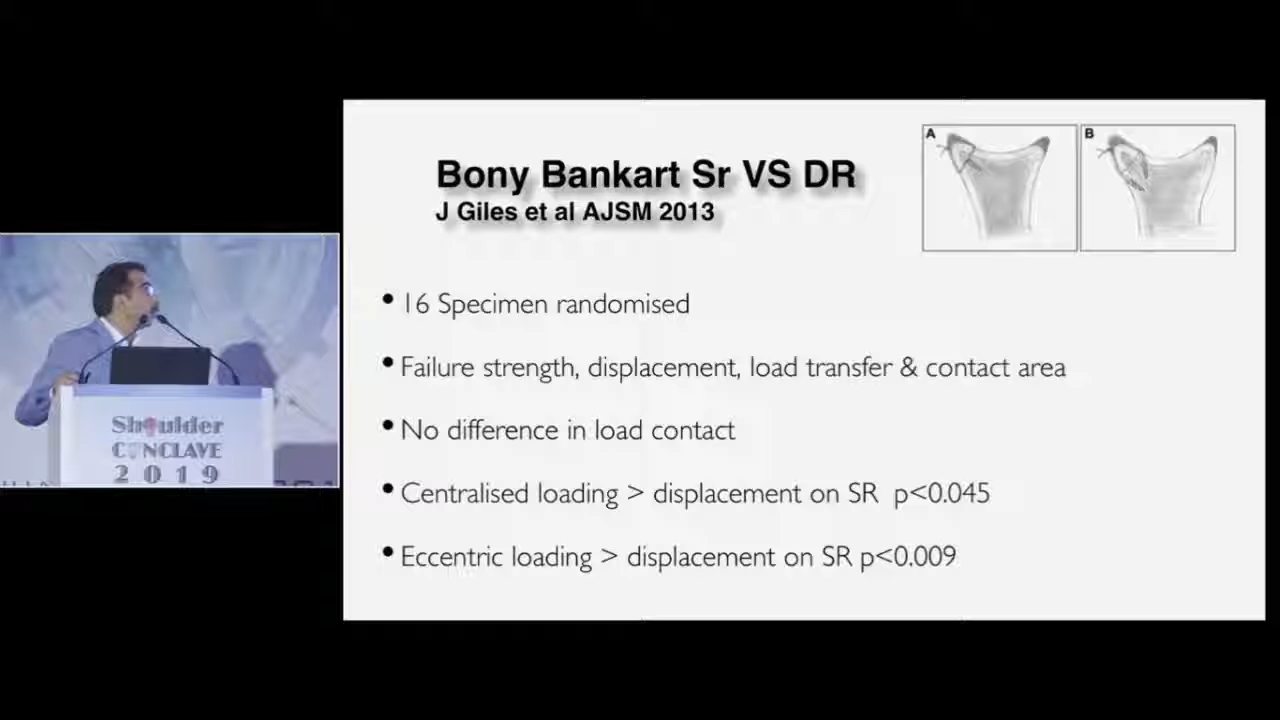 Bony Bankart Sr VS DR
J Giles et al AJSM 2013
A
B
• 16 Specimen randomised
• Failure strength, displacement, load transfer & contact area
• No difference in load contact
• Centralised loading > displacement on SR p<0.045
• Eccentric loading > displacement on SR p<0.009
Shoulder
CONCLAVE
2019